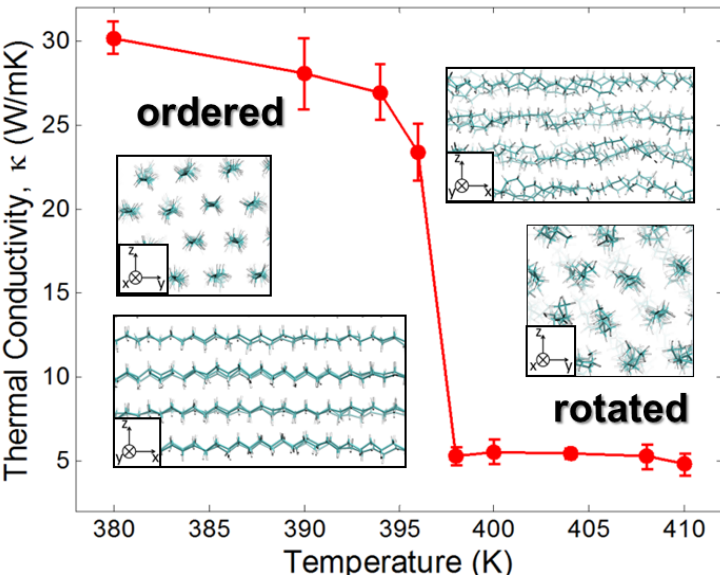 30
25
20
15
10
5
Thermal Conductivity, κ (W/mK)
ordered
z
x y
z
y x
z
y x
z
x y
rotated
380 385 390 395 400 405 410
Temperature (K)